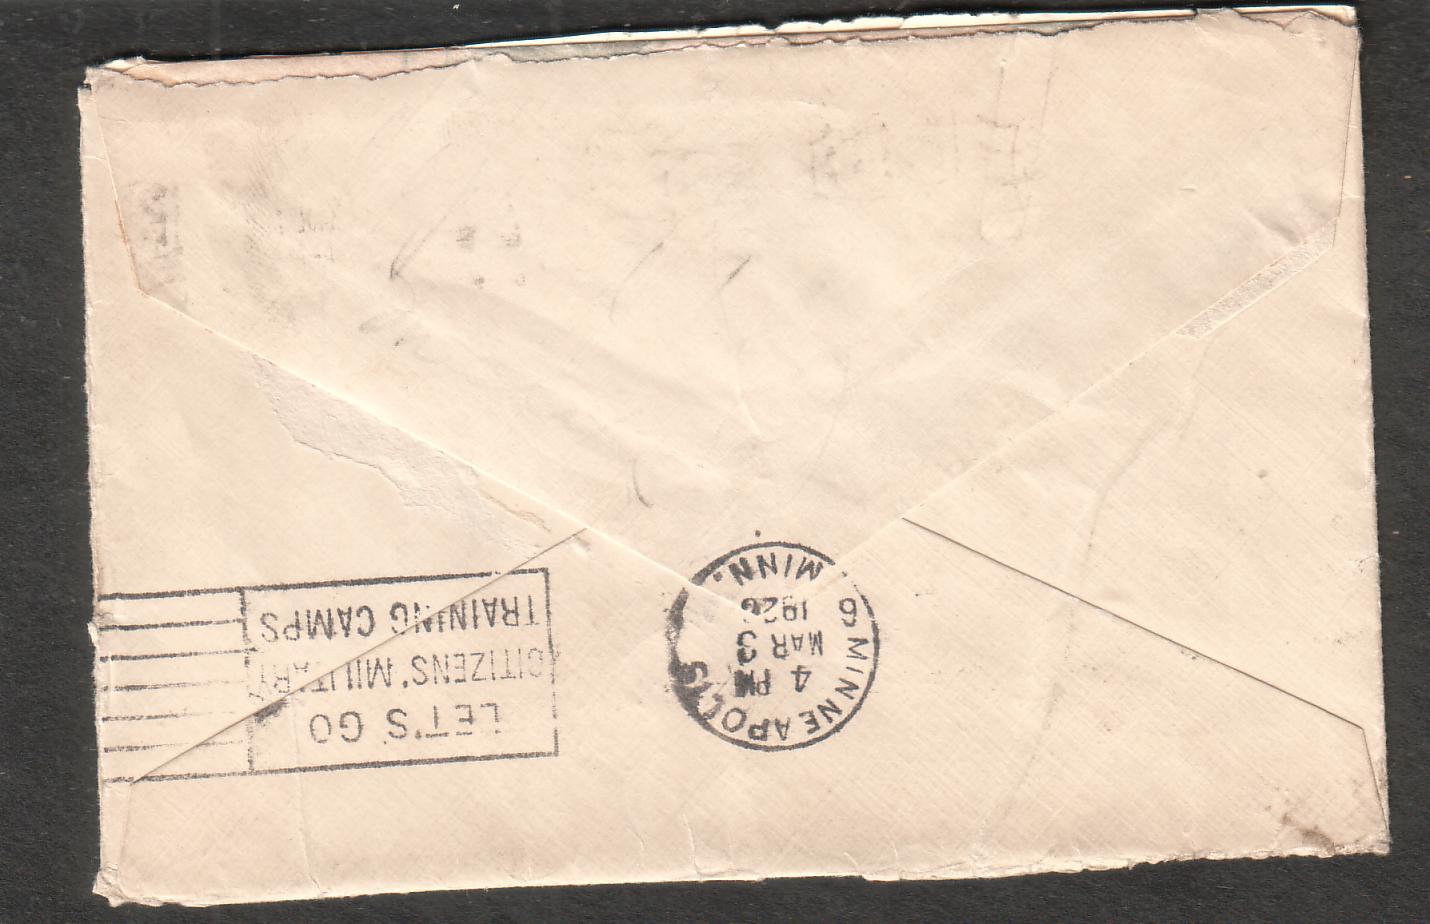 MINNEAPOLIS
MINN.
6
4 PM
MAR 3
1926
LET'S GO
CITIZENS' MILITARY
TRAINING CAMPS